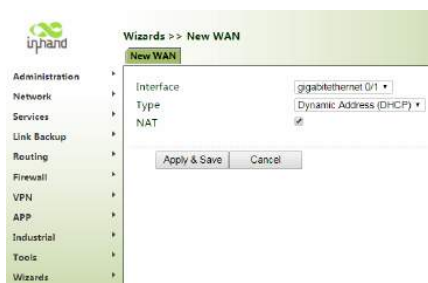 inhand
Wizards >> New WAN
New WAN
Administration
Network
Services
Link Backup
Routing
Firewall
VPN
APP
Industrial
Tools
Wizards
Interface
gigabitethernet 0/1
Type
Dynamic Address (DHCP)
NAT
Apply & Save
Cancel